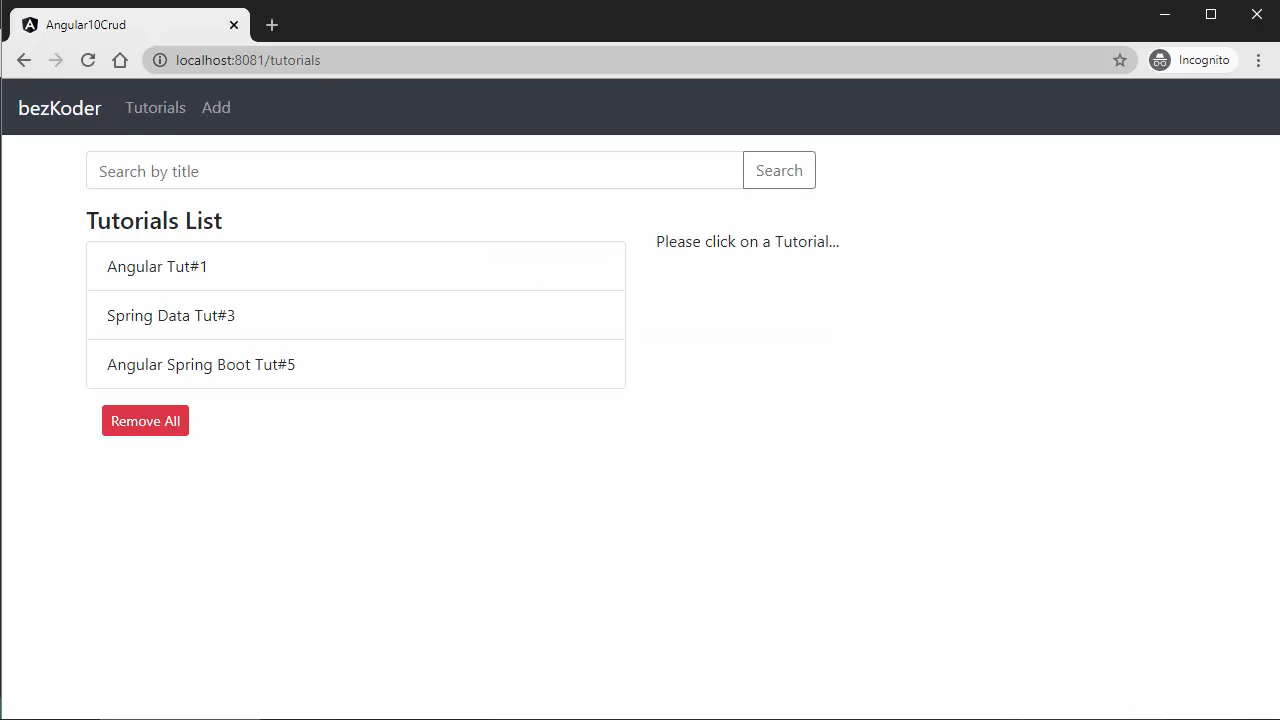 Angular10Crud
localhost:8081/tutorials
Incognito
bezKoder Tutorials Add
Search by title Search
Tutorials List
Please click on a Tutorial...
Angular Tut#1
Spring Data Tut#3
Angular Spring Boot Tut#5
Remove All